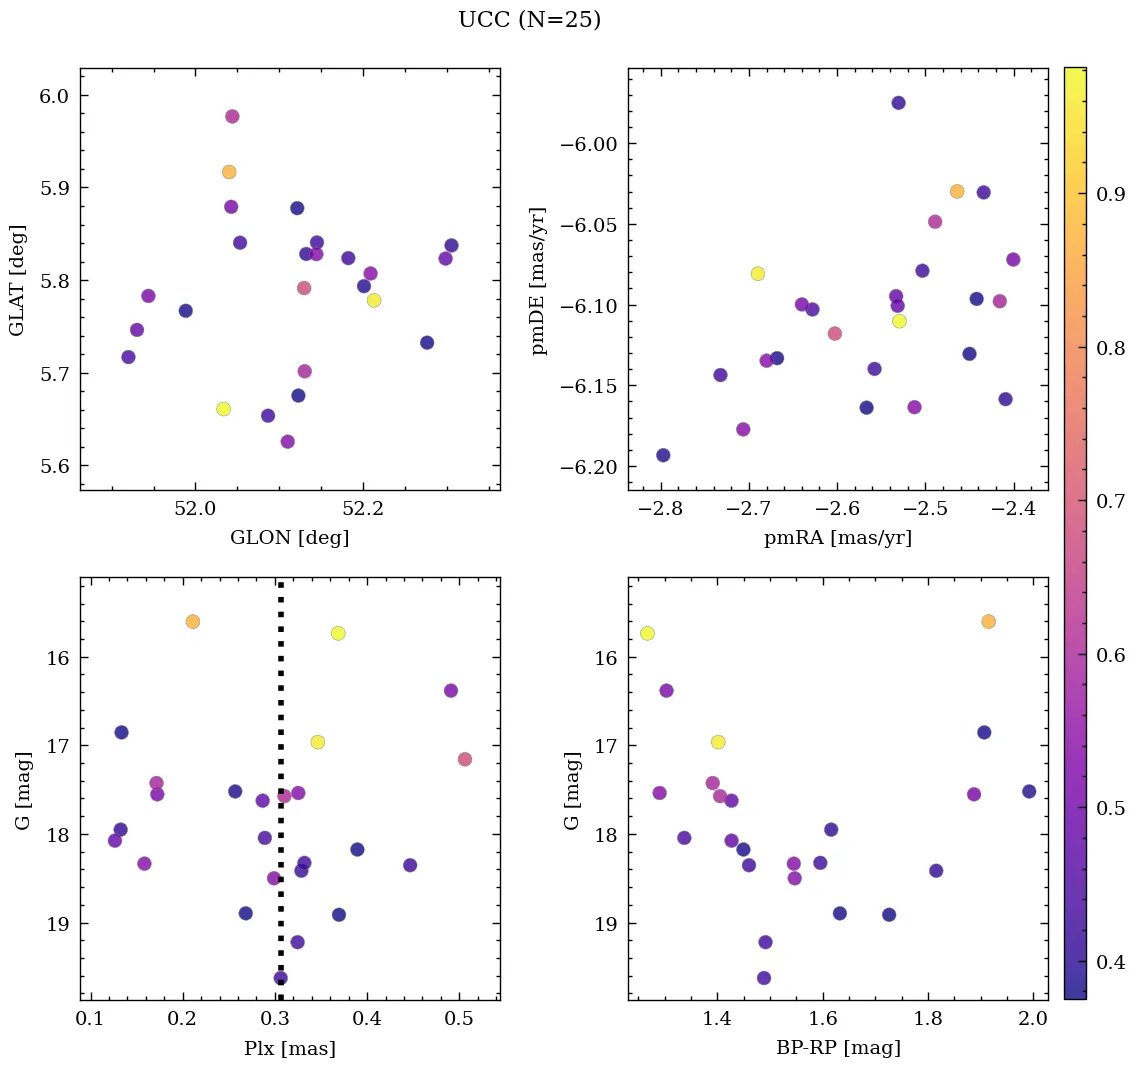 UCC (N=25)
6.0
5.9
5.8
5.7
5.6
GLAT [deg]
52.0 52.2
GLON [deg]
−6.00
−6.05
−6.10
−6.15
−6.20
pmDE [mas/yr]
−2.8 −2.7 −2.6 −2.5 −2.4
pmRA [mas/yr]
16
17
18
19
G [mag]
0.1 0.2 0.3 0.4 0.5
Plx [mas]
16
17
18
19
G [mag]
1.4 1.6 1.8 2.0
BP-RP [mag]
0.9
0.8
0.7
0.6
0.5
0.4